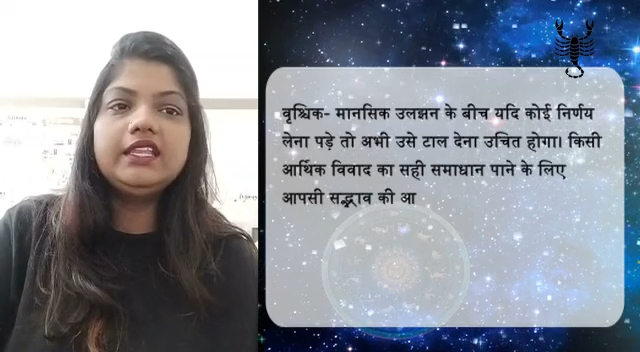 वृश्चिक- मानसिक उलझन के बीच यदि कोई निर्णय
लेना पड़े तो अभी उसे टाल देना उचित होगा। किसी
आर्थिक विवाद का सही समाधान पाने के लिए
आपसी सद्भाव की आ